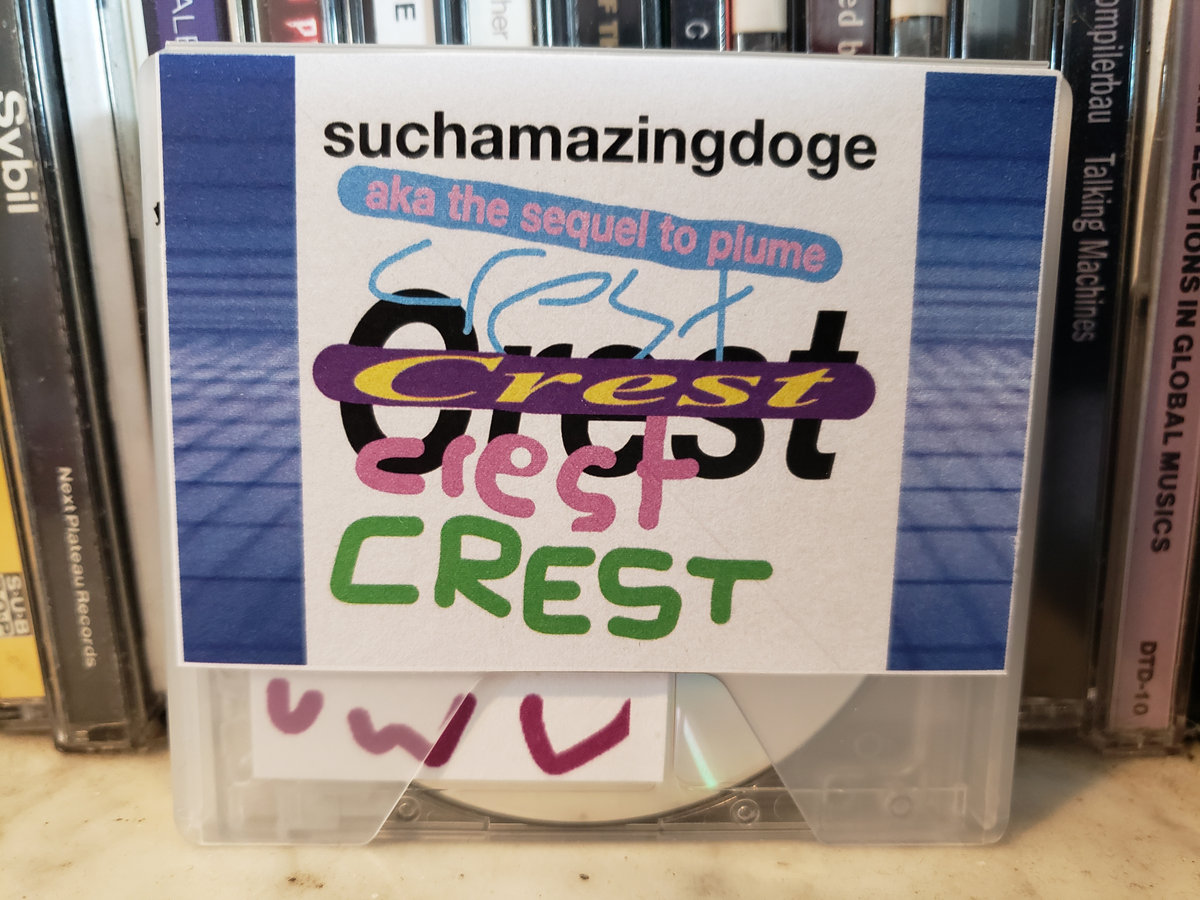 suchamazingdoge
aka the sequel to plume
crest
Crest
Crest
crest
CREST
Sybil
Next Plateau Records
S·U·B
ompilerbau Talking Machines
ELECTIONS IN GLOBAL MUSICS
DTD-10